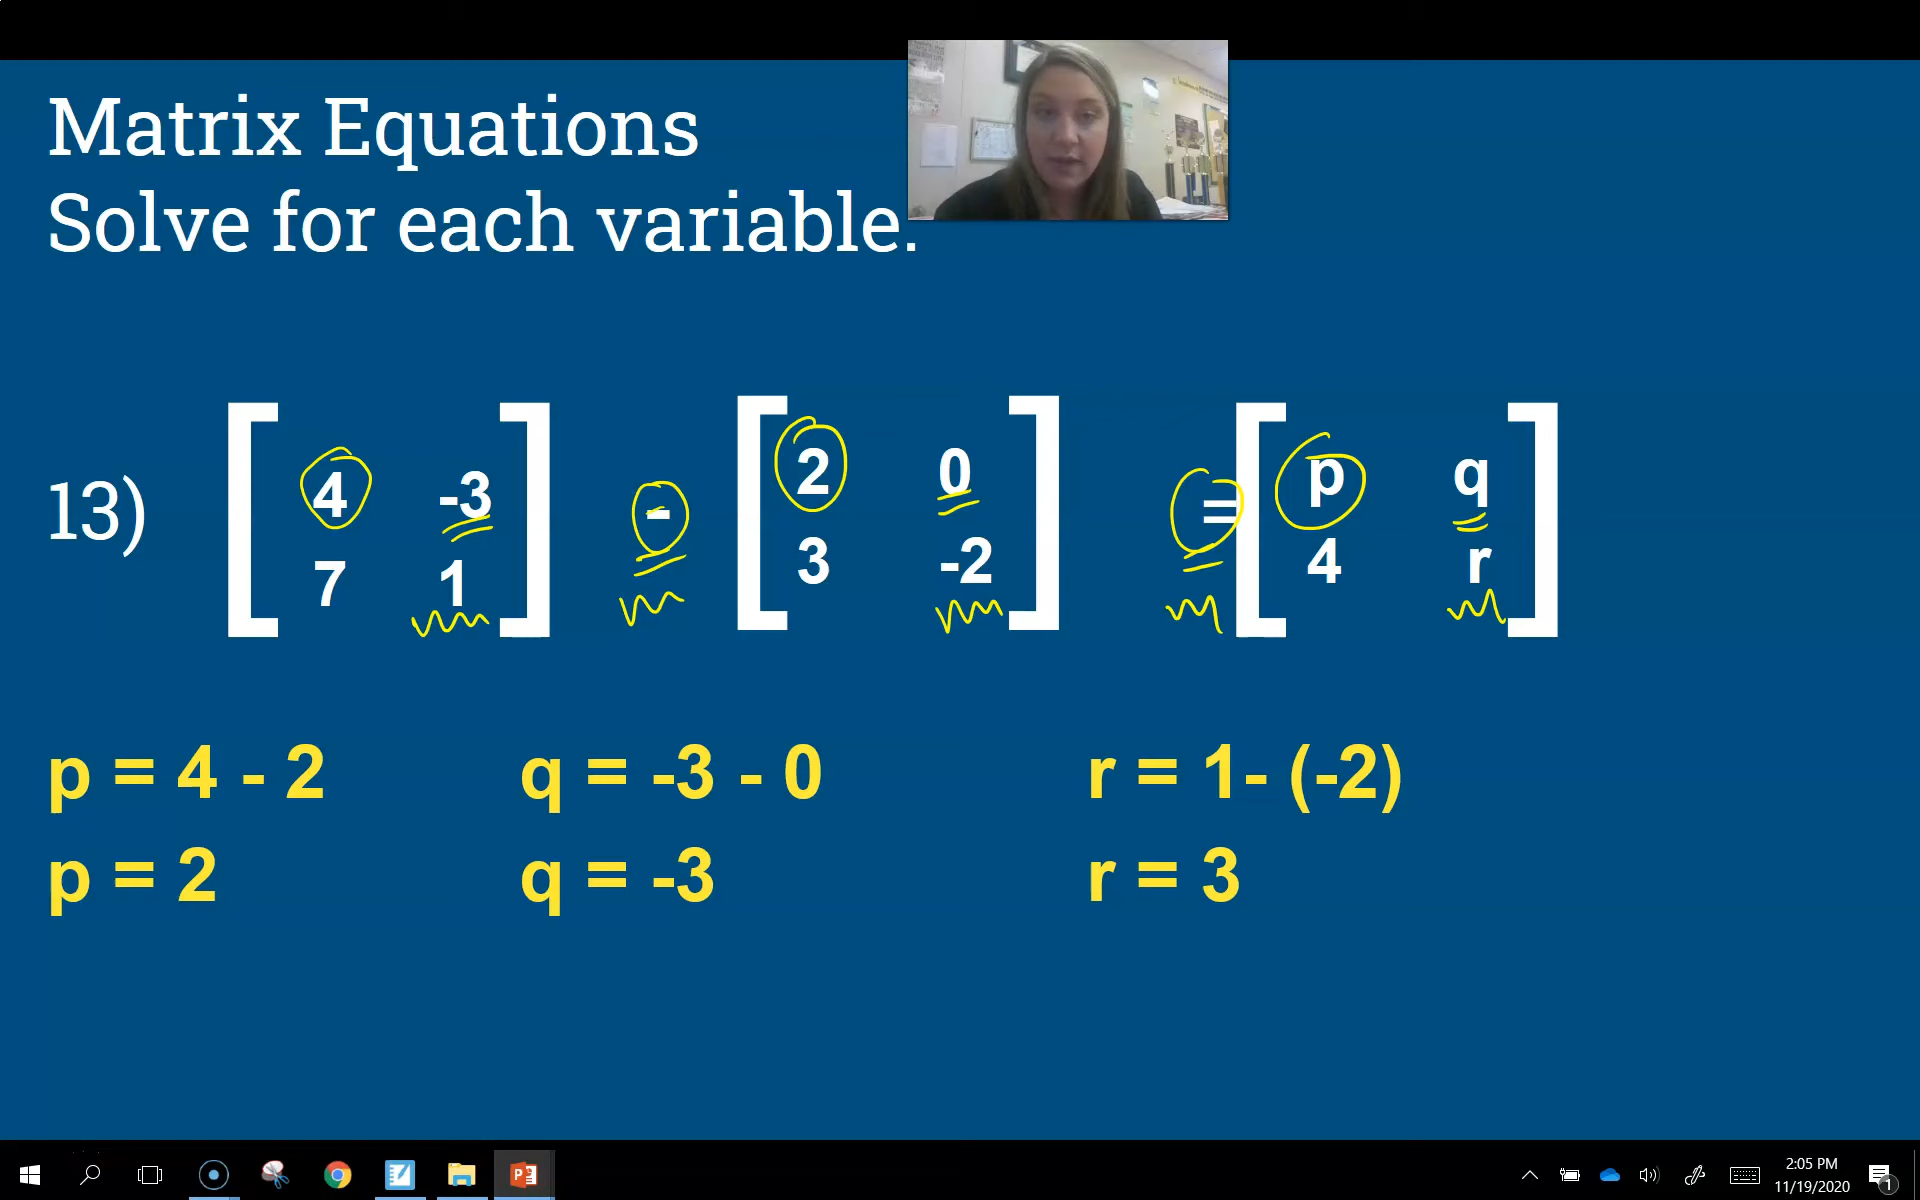 Matrix Equations
Solve for each variable.
13) [ 4 -3 ] - [ 2 0 ] = [ p q ]
[ 7 1 ] [ 3 -2 ] [ 4 r ]
p = 4 - 2 q = -3 - 0 r = 1- (-2)
p = 2 q = -3 r = 3
2:05 PM
11/19/2020
1